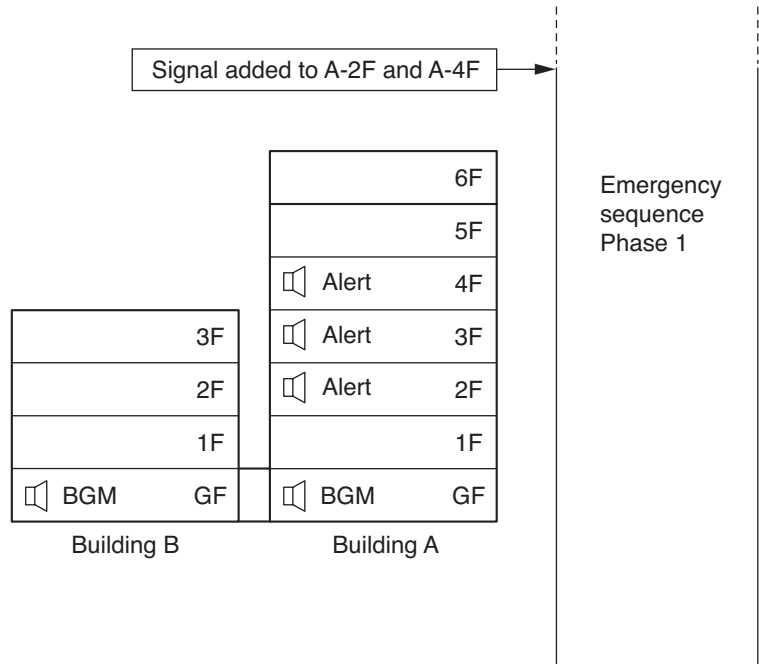 Signal added to A-2F and A-4F
Emergency
sequence
Phase 1
6F
5F
Alert 4F
Alert 3F
Alert 2F
1F
BGM GF
Building A
3F
2F
1F
BGM GF
Building B